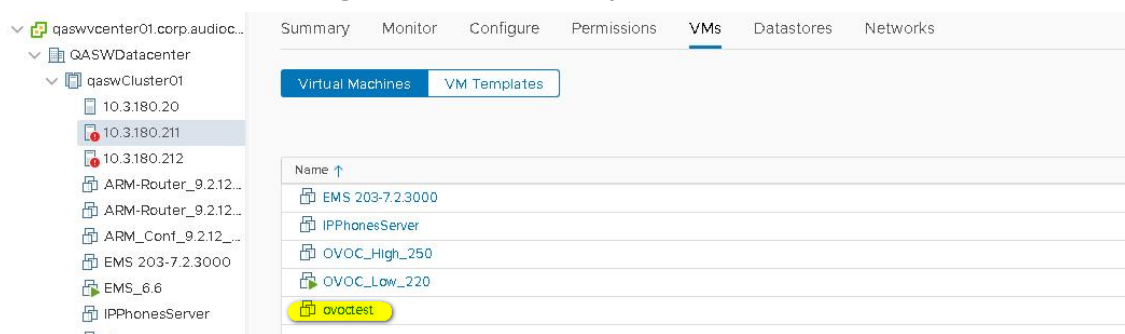 qaswvcenter01.corp.audioc...
QASWDatacenter
qaswCluster01
10.3.180.20
10.3.180.211
10.3.180.212
ARM-Router_9.2.12...
ARM-Router_9.2.12...
ARM_Conf_9.2.12_...
EMS 203-7.2.3000
EMS_6.6
IPPhonesServer
Summary Monitor Configure Permissions VMs Datastores Networks
Virtual Machines VM Templates
Name ↑
EMS 203-7.2.3000
IPPhonesServer
OVOC_High_250
OVOC_Low_220
ovoctest